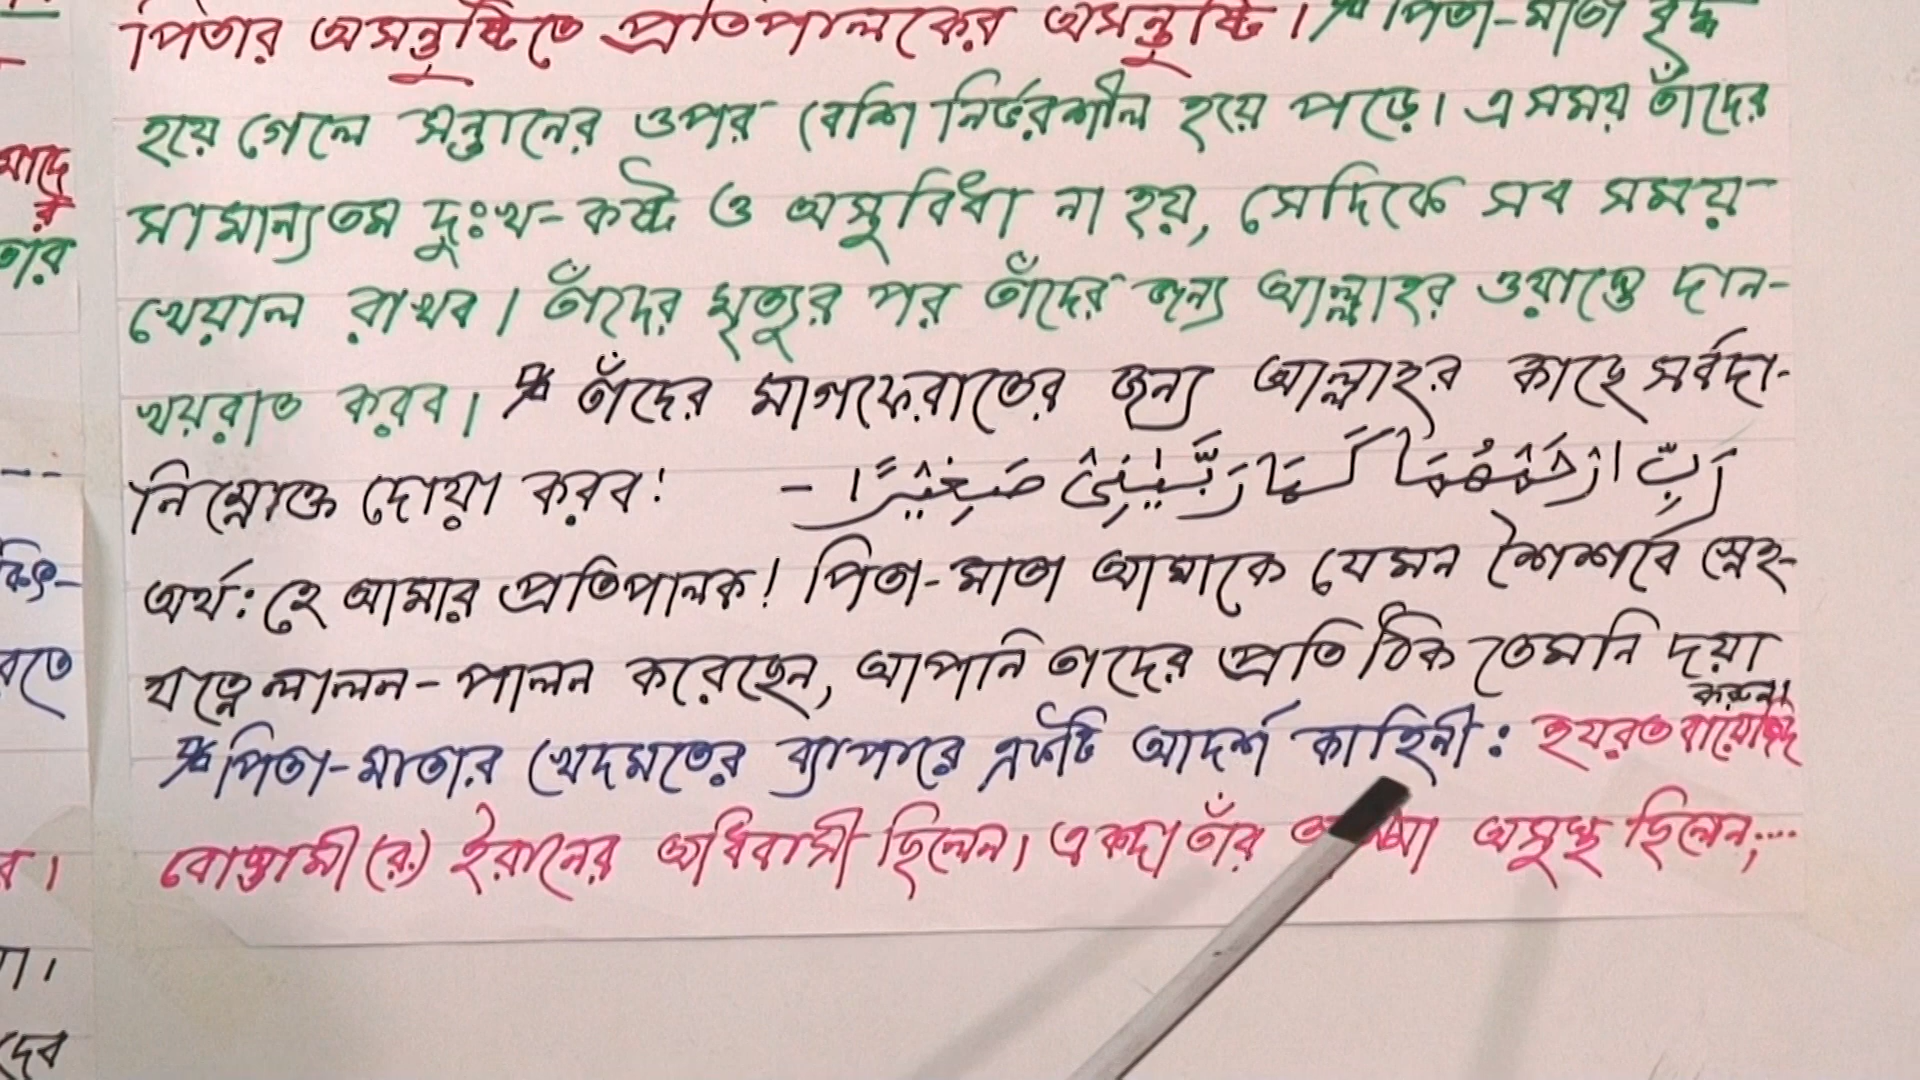 পিতার অসন্তুষ্টিতে প্রতিপালকের অসন্তুষ্টি। * পিতা-মাতা বৃদ্ধ
হয়ে গেলে সন্তানের ওপর বেশি নির্ভরশীল হয়ে পড়ে। এ সময় তাঁদের
সামান্যতম দুঃখ-কষ্ট ও অসুবিধা না হয়, সেদিকে সব সময়
খেয়াল রাখব। তাঁদের মৃত্যুর পর তাঁদের জন্য আল্লাহর ওয়াস্তে দান-
খয়রাত করব। * তাঁদের মাগফেরাতের জন্য আল্লাহর কাছে সর্বদা-
নিম্নোক্ত দোয়া করব: رَبِّ ارْحَمْهُمَا كَمَا رَبَّيٰنِىْ صَغِيْرًا -
অর্থ: হে আমার প্রতিপালক! পিতা-মাতা আমাকে যেমন শৈশবে স্নেহ-
যত্নে লালন-পালন করেছেন, আপনি তাদের প্রতি ঠিক তেমনি দয়া
করুন।
* পিতা-মাতার খেদমতের ব্যাপারে একটি আদর্শ কাহিনী: হযরত বায়েজিদ
বোস্তামী (র.) ইরানের অধিবাসী ছিলেন। একদা তাঁর অসুস্থ ছিলেন,...
মাদে
র
তার
কিৎ-
রতে
ব।
া।
দের